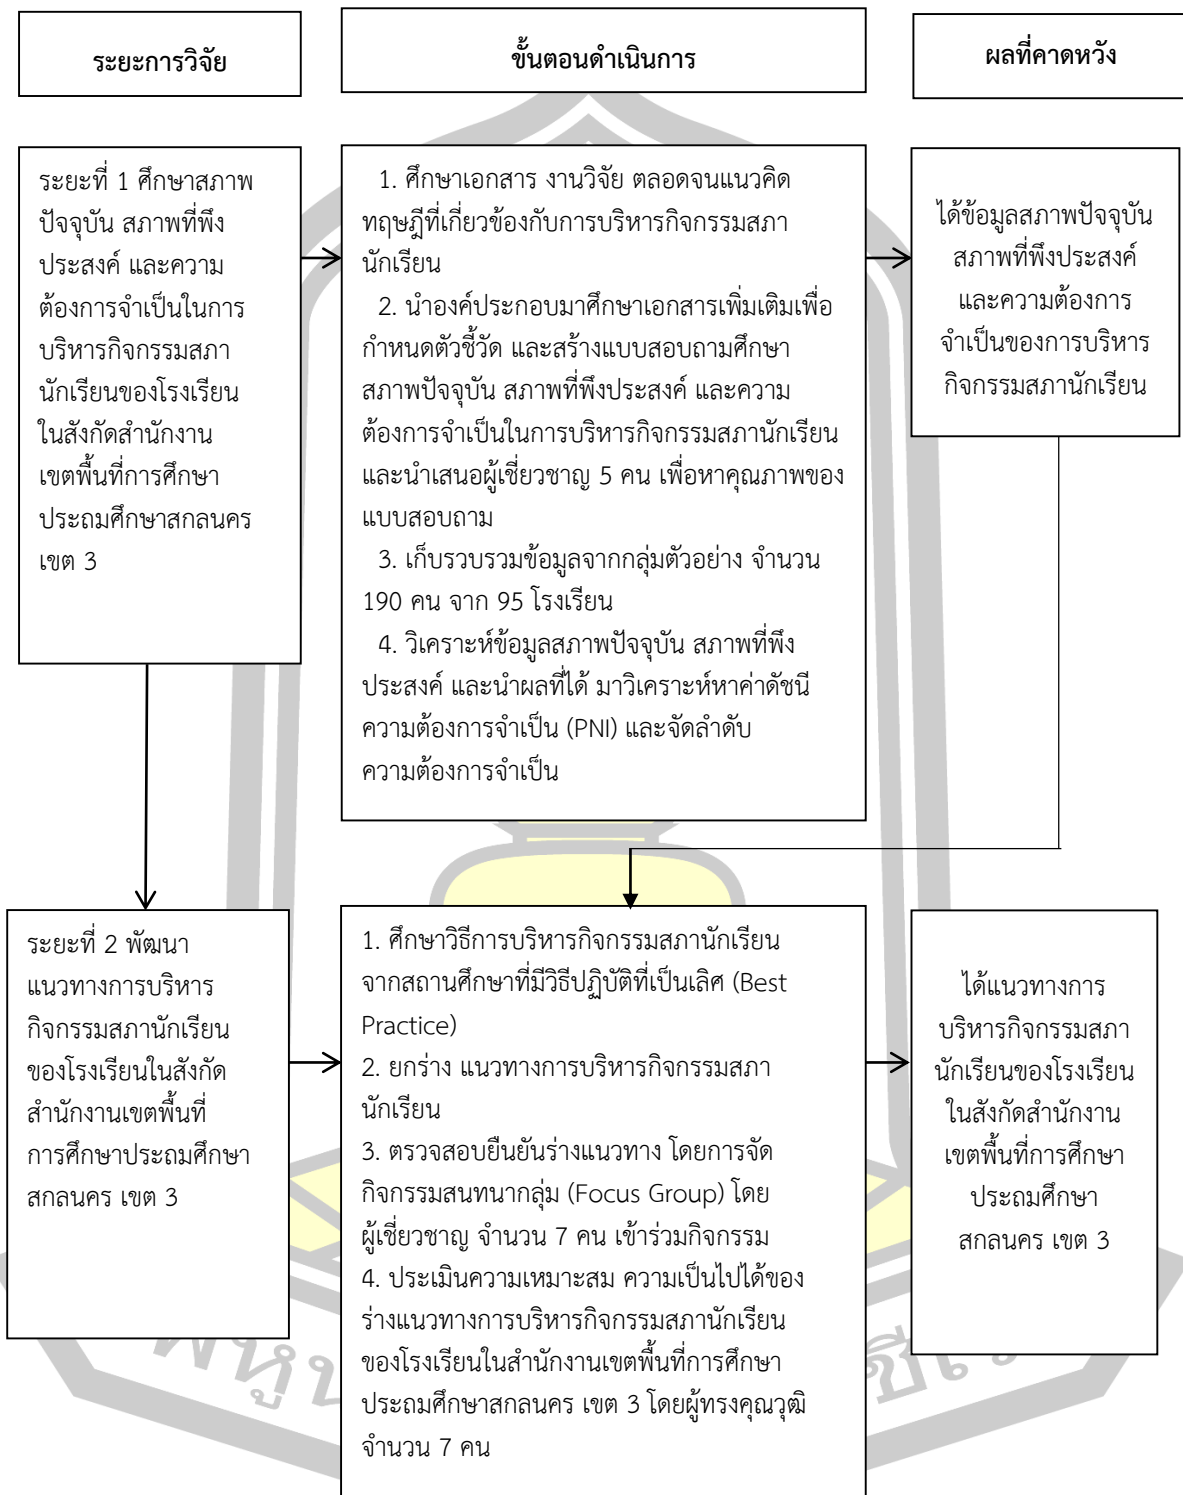 ระยะการวิจัย
ขั้นตอนดำเนินการ
ผลที่คาดหวัง
ระยะที่ 1 ศึกษาสภาพ
ปัจจุบัน สภาพที่พึง
ประสงค์ และความ
ต้องการจำเป็นในการ
บริหารกิจกรรมสภา
นักเรียนของโรงเรียน
ในสังกัดสำนักงาน
เขตพื้นที่การศึกษา
ประถมศึกษาสกลนคร
เขต 3
1. ศึกษาเอกสาร งานวิจัย ตลอดจนแนวคิด
ทฤษฎีที่เกี่ยวข้องกับการบริหารกิจกรรมสภา
นักเรียน
2. นำองค์ประกอบมาศึกษาเอกสารเพิ่มเติมเพื่อ
กำหนดตัวชี้วัด และสร้างแบบสอบถามศึกษา
สภาพปัจจุบัน สภาพที่พึงประสงค์ และความ
ต้องการจำเป็นในการบริหารกิจกรรมสภานักเรียน
และนำเสนอผู้เชี่ยวชาญ 5 คน เพื่อหาคุณภาพของ
แบบสอบถาม
3. เก็บรวบรวมข้อมูลจากกลุ่มตัวอย่าง จำนวน
190 คน จาก 95 โรงเรียน
4. วิเคราะห์ข้อมูลสภาพปัจจุบัน สภาพที่พึง
ประสงค์ และนำผลที่ได้ มาวิเคราะห์หาค่าดัชนี
ความต้องการจำเป็น (PNI) และจัดลำดับ
ความต้องการจำเป็น
ได้ข้อมูลสภาพปัจจุบัน
สภาพที่พึงประสงค์
และความต้องการ
จำเป็นของการบริหาร
กิจกรรมสภานักเรียน
ระยะที่ 2 พัฒนา
แนวทางการบริหาร
กิจกรรมสภานักเรียน
ของโรงเรียนในสังกัด
สำนักงานเขตพื้นที่
การศึกษาประถมศึกษา
สกลนคร เขต 3
1. ศึกษาวิธีการบริหารกิจกรรมสภานักเรียน
จากสถานศึกษาที่มีวิธีปฏิบัติที่เป็นเลิศ (Best
Practice)
2. ยกร่าง แนวทางการบริหารกิจกรรมสภา
นักเรียน
3. ตรวจสอบยืนยันร่างแนวทาง โดยการจัด
กิจกรรมสนทนากลุ่ม (Focus Group) โดย
ผู้เชี่ยวชาญ จำนวน 7 คน เข้าร่วมกิจกรรม
4. ประเมินความเหมาะสม ความเป็นไปได้ของ
ร่างแนวทางการบริหารกิจกรรมสภานักเรียน
ของโรงเรียนในสำนักงานเขตพื้นที่การศึกษา
ประถมศึกษาสกลนคร เขต 3 โดยผู้ทรงคุณวุฒิ
จำนวน 7 คน
ได้แนวทางการ
บริหารกิจกรรมสภา
นักเรียนของโรงเรียน
ในสังกัดสำนักงาน
เขตพื้นที่การศึกษา
ประถมศึกษา
สกลนคร เขต 3